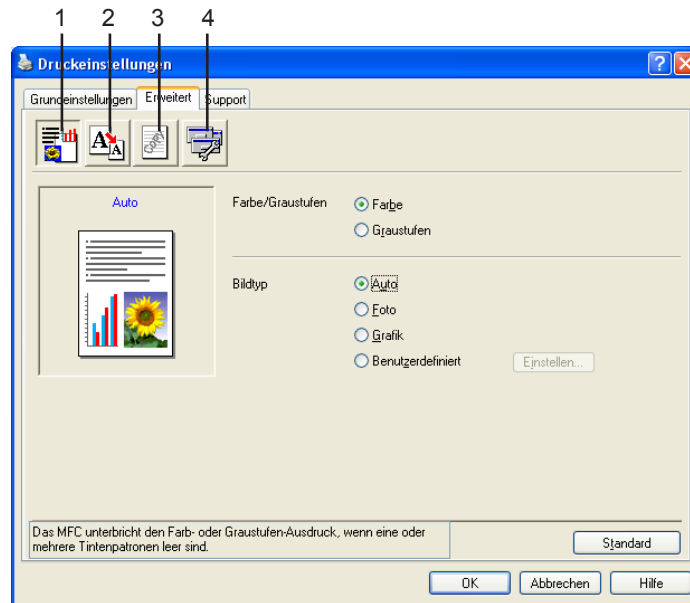 1 2 3 4
Druckeinstellungen
Grundeinstellungen Erweitert Support
A A COPY
Auto
Farbe/Graustufen
Farbe
Graustufen
Bildtyp
Auto
Foto
Grafik
Benutzerdefiniert Einstellen...
Das MFC unterbricht den Farb- oder Graustufen-Ausdruck, wenn eine oder
mehrere Tintenpatronen leer sind.
Standard
OK Abbrechen Hilfe